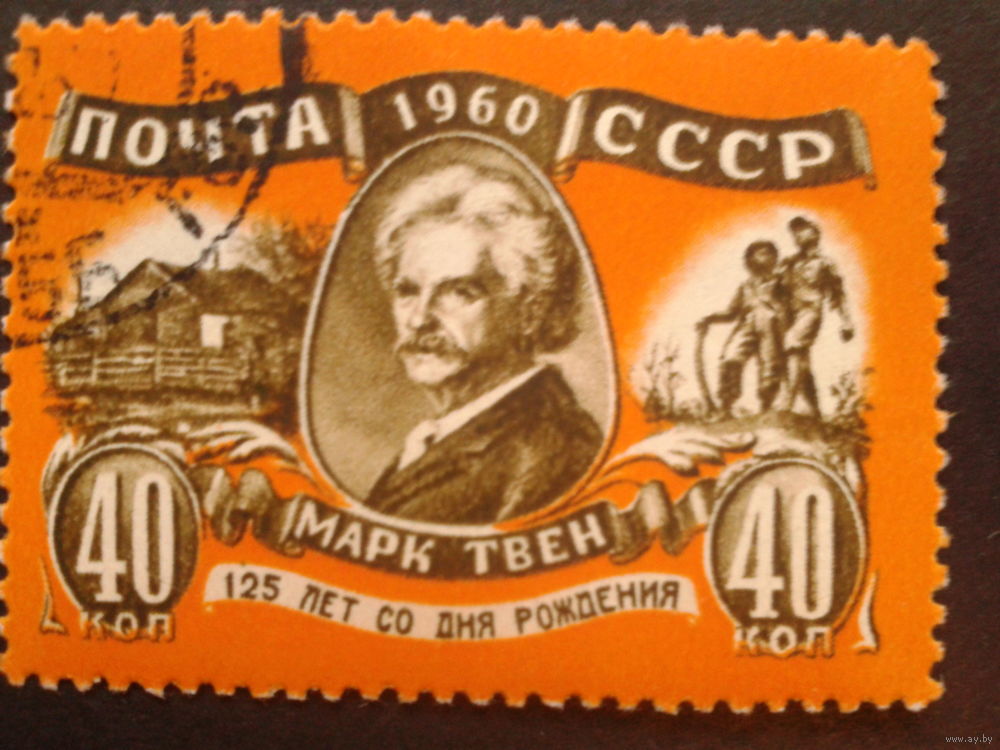 ПОЧТА 1960 СССР
МАРК ТВЕН
125 ЛЕТ СО ДНЯ РОЖДЕНИЯ
40 КОП
40 КОП
www.ay.by